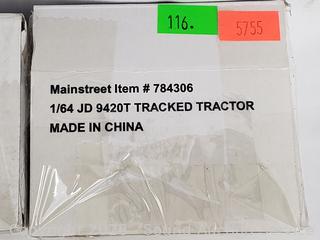 116.
5755
Mainstreet Item # 784306
1/64 JD 9420T TRACKED TRACTOR
MADE IN CHINA